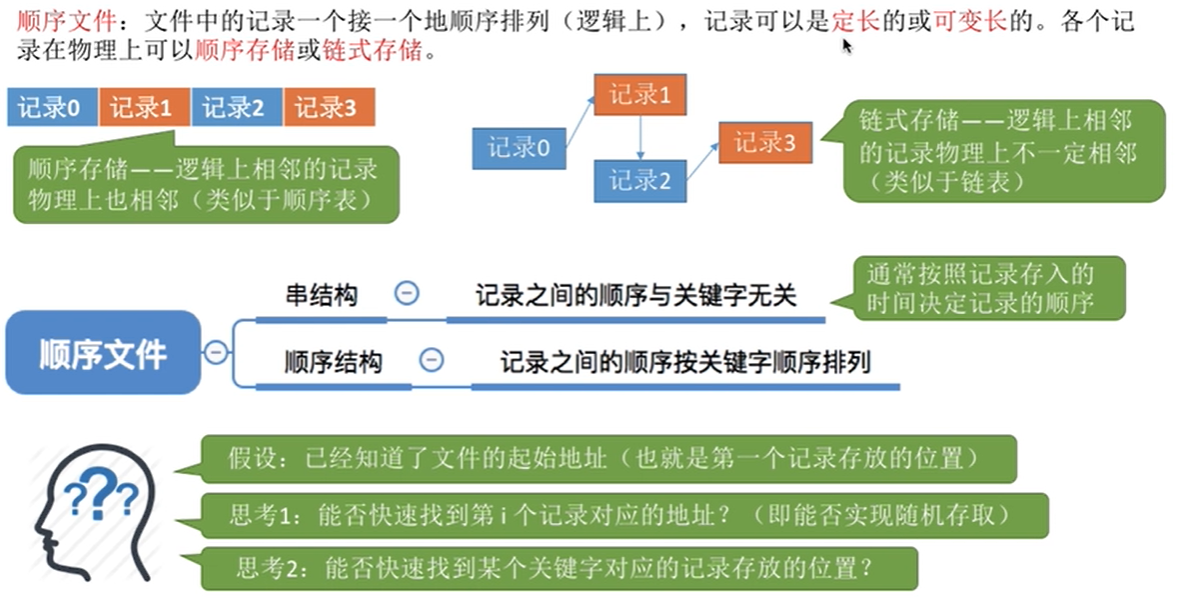 顺序文件：文件中的记录一个接一个地顺序排列（逻辑上），记录可以是定长的或可变长的。各个记
录在物理上可以顺序存储或链式存储。
记录0 记录1 记录2 记录3
顺序存储——逻辑上相邻的记录
物理上也相邻（类似于顺序表）
记录0
记录1
记录2
记录3
链式存储——逻辑上相邻
的记录物理上不一定相邻
（类似于链表）
顺序文件
串结构
记录之间的顺序与关键字无关
通常按照记录存入的
时间决定记录的顺序
顺序结构
记录之间的顺序按关键字顺序排列
???
假设：已经知道了文件的起始地址（也就是第一个记录存放的位置）
思考1：能否快速找到第 i 个记录对应的地址？（即能否实现随机存取）
思考2：能否快速找到某个关键字对应的记录存放的位置？